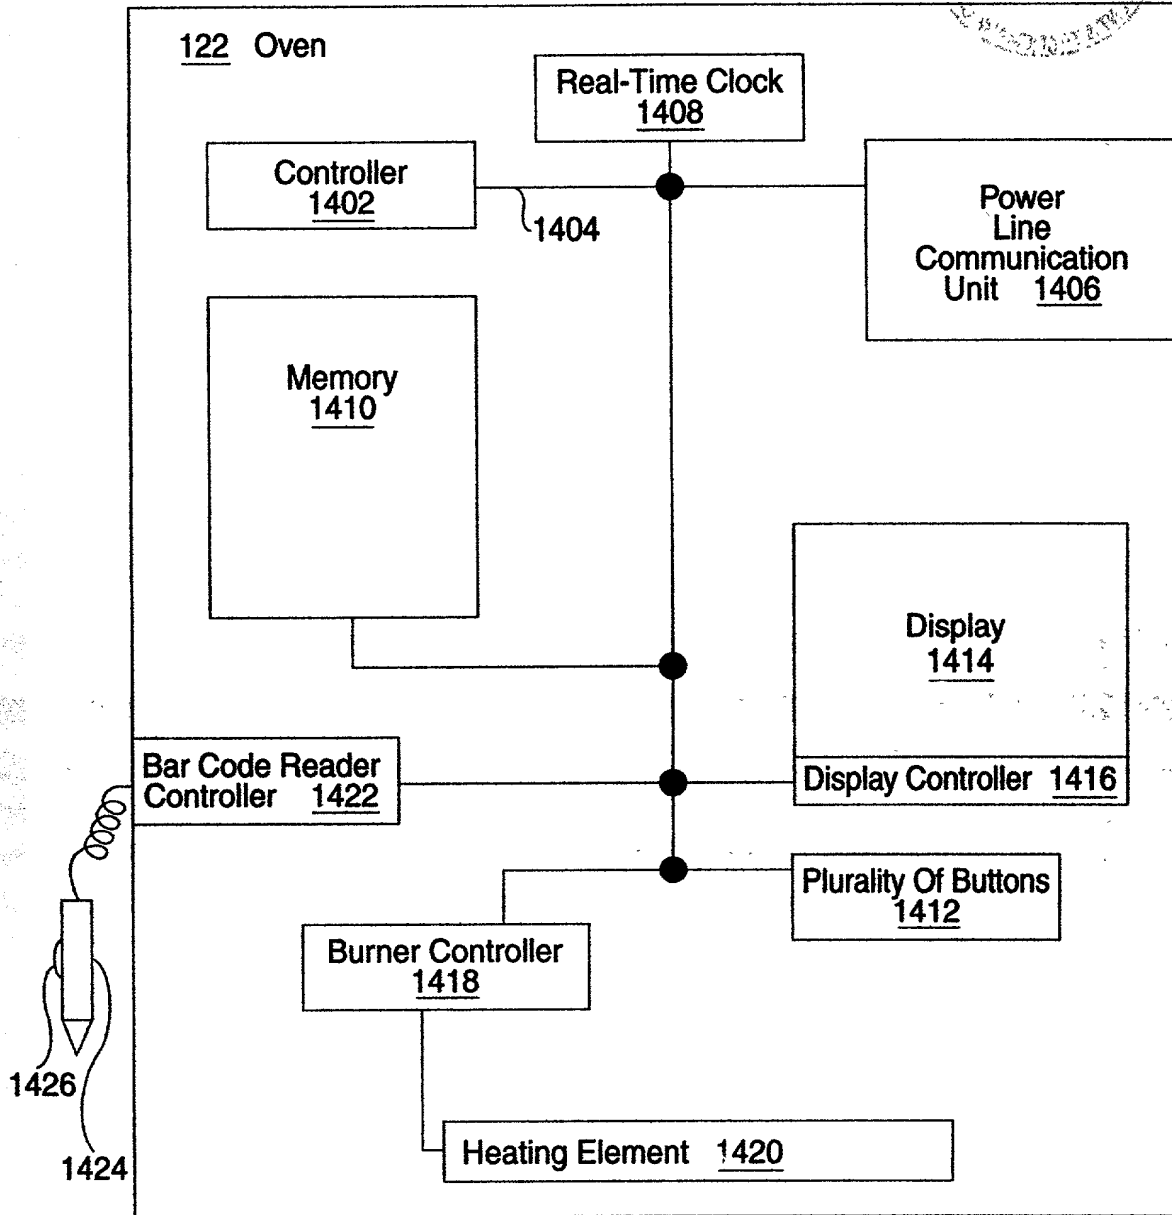 122 Oven
Real-Time Clock
1408
Controller
1402
1404
Power
Line
Communication
Unit 1406
Memory
1410
Display
1414
Bar Code Reader
Controller 1422
Display Controller 1416
Plurality Of Buttons
1412
Burner Controller
1418
1426
1424
Heating Element 1420